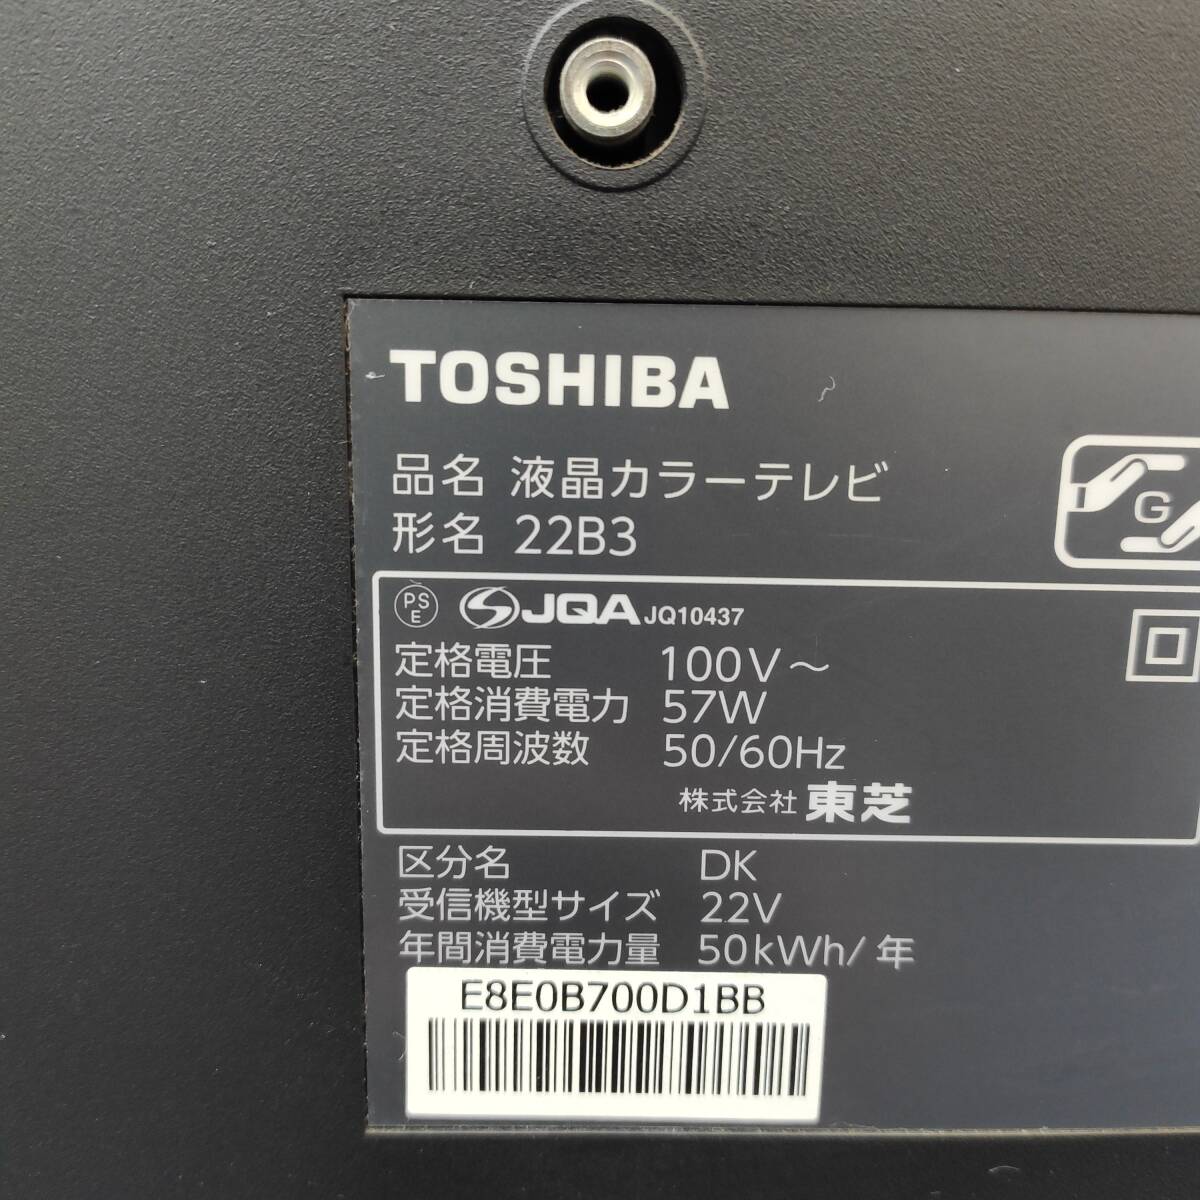 TOSHIBA
品名 液晶カラーテレビ
形名 22B3
G
PS
E
JQA JQ10437
定格電圧 100V～
定格消費電力 57W
定格周波数 50/60Hz
株式会社 東芝
区分名 DK
受信機型サイズ 22V
年間消費電力量 50kWh/年
E8E0B700D1BB